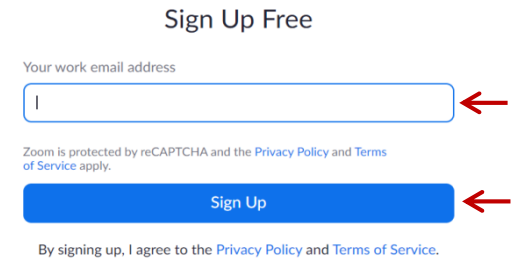 Sign Up Free
Your work email address
Zoom is protected by reCAPTCHA and the Privacy Policy and Terms
of Service apply.
Sign Up
By signing up, I agree to the Privacy Policy and Terms of Service.